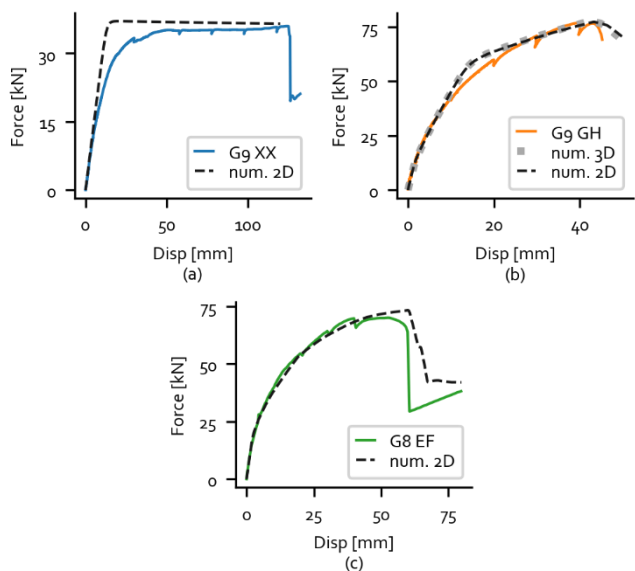 Force [kN]
30
15
0
G9 XX
num. 2D
0
50
100
Disp [mm]
(a)
Force [kN]
75
50
25
0
G9 GH
num. 3D
num. 2D
0
20
40
Disp [mm]
(b)
Force [kN]
75
50
25
0
G8 EF
num. 2D
0
25
50
75
Disp [mm]
(c)